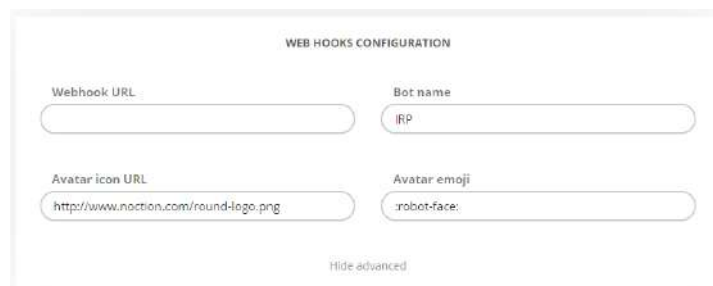 WEB HOOKS CONFIGURATION
Webhook URL Bot name
IRP
Avatar icon URL Avatar emoji
http://www.noction.com/round-logo.png :robot-face:
Hide advanced